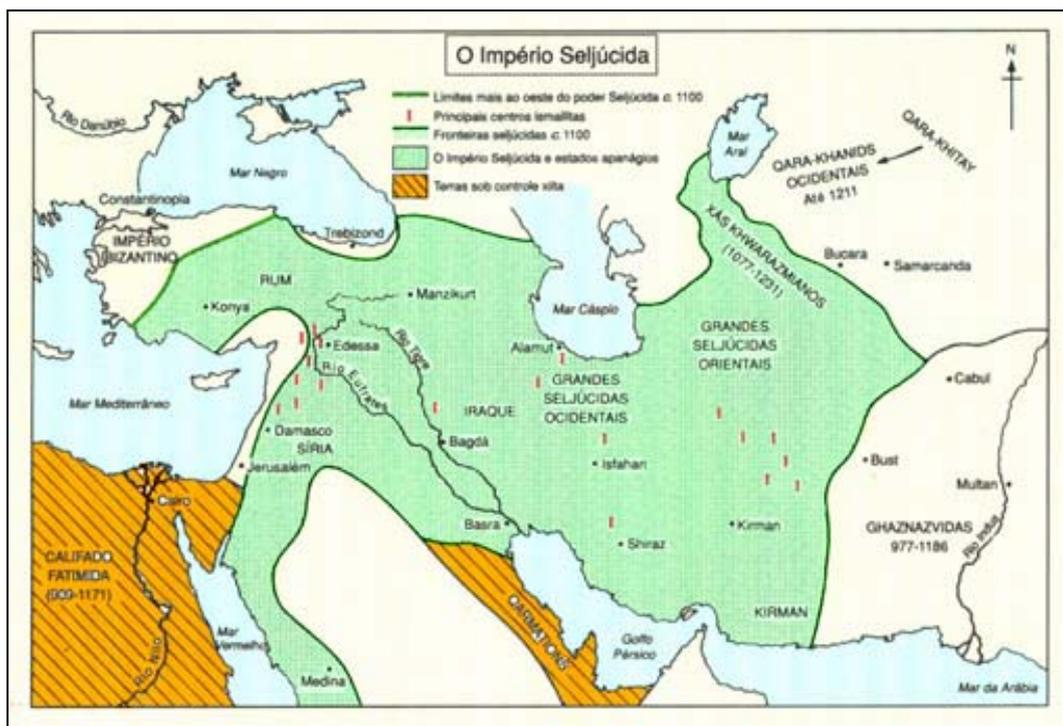 O Império Seljúcida
N
Limites mais ao oeste do poder Seljúcida c. 1100
Principais centros Ismailitas
Fronteiras seljúcidas c. 1100
O Império Seljúcida e estados apanágios
Terras sob controle xiita
Rio Danúbio
Mar Negro
Constantinopla
IMPÉRIO
BIZANTINO
Trebizond
Mar
Aral
QARA-KHITAY
QARA-KHANIDS
OCIDENTAIS
Até 1211
XÁS KHWARAZMIANOS
(1077-1231)
Bucara
Samarcanda
RUM
Konya
Manzikurt
Mar Cáspio
Edessa
Rio Tigre
Rio Eufrates
Alamut
GRANDES
SELJÚCIDAS
ORIENTAIS
GRANDES
SELJÚCIDAS
OCIDENTAIS
Cabul
Mar Mediterrâneo
IRAQUE
Damasco
SÍRIA
Bagdá
Isfahan
Bust
Jerusalém
Multan
Cairo
Basra
Kirman
Shiraz
GHAZNAZVIDAS
977-1186
Rio Indus
CALIFADO
FATIMIDA
(909-1171)
QARMATIONS
KIRMAN
Mar
Vermelho
Golfo
Pérsico
Rio Nilo
Medina
Mar da Arábia